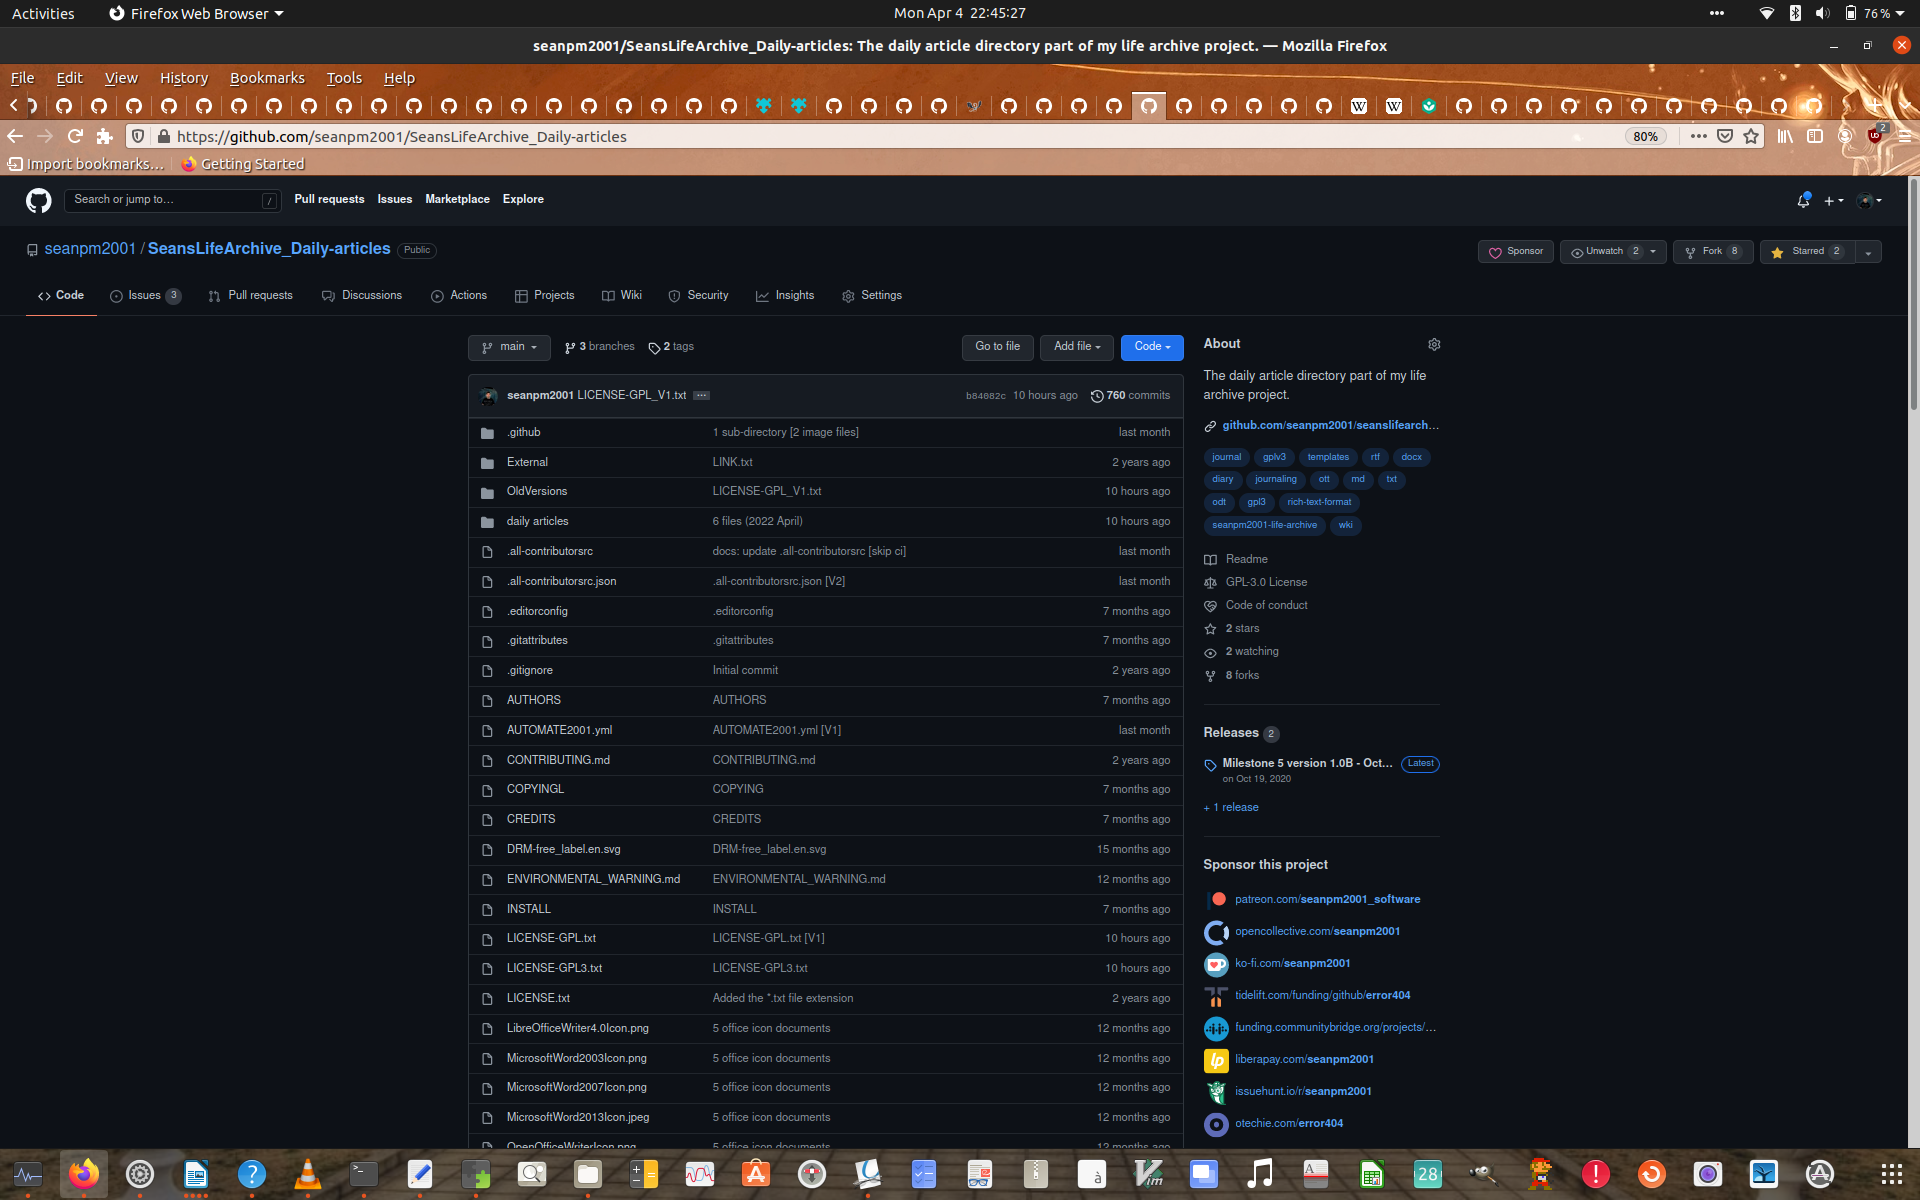 Activities
Firefox Web Browser
Mon Apr 4 22:45:27
76 %
seanpm2001/SeansLifeArchive_Daily-articles: The daily article directory part of my life archive project. — Mozilla Firefox
File Edit View History Bookmarks Tools Help
https://github.com/seanpm2001/SeansLifeArchive_Daily-articles
80%
2
Import bookmarks…
Getting Started
Search or jump to…
/
Pull requests
Issues
Marketplace
Explore
seanpm2001 / SeansLifeArchive_Daily-articles
Public
Sponsor
Unwatch 2
Fork 8
Starred 2
Code
Issues 3
Pull requests
Discussions
Actions
Projects
Wiki
Security
Insights
Settings
main
3 branches
2 tags
Go to file
Add file
Code
seanpm2001 LICENSE-GPL_V1.txt
b84082c 10 hours ago
760 commits
.github 1 sub-directory [2 image files] last month
External LINK.txt 2 years ago
OldVersions LICENSE-GPL_V1.txt 10 hours ago
daily articles 6 files (2022 April) 10 hours ago
.all-contributorsrc docs: update .all-contributorsrc [skip ci] last month
.all-contributorsrc.json .all-contributorsrc.json [V2] last month
.editorconfig .editorconfig 7 months ago
.gitattributes .gitattributes 7 months ago
.gitignore Initial commit 2 years ago
AUTHORS AUTHORS 7 months ago
AUTOMATE2001.yml AUTOMATE2001.yml [V1] last month
CONTRIBUTING.md CONTRIBUTING.md 2 years ago
COPYINGL COPYING 7 months ago
CREDITS CREDITS 7 months ago
DRM-free_label.en.svg DRM-free_label.en.svg 15 months ago
ENVIRONMENTAL_WARNING.md ENVIRONMENTAL_WARNING.md 12 months ago
INSTALL INSTALL 7 months ago
LICENSE-GPL.txt LICENSE-GPL.txt [V1] 10 hours ago
LICENSE-GPL3.txt LICENSE-GPL3.txt 10 hours ago
LICENSE.txt Added the *.txt file extension 2 years ago
LibreOfficeWriter4.0Icon.png 5 office icon documents 12 months ago
MicrosoftWord2003Icon.png 5 office icon documents 12 months ago
MicrosoftWord2007Icon.png 5 office icon documents 12 months ago
MicrosoftWord2013Icon.jpeg 5 office icon documents 12 months ago
OpenOfficeWriterIcon.png 5 office icon documents 12 months ago
About
The daily article directory part of my life
archive project.
github.com/seanpm2001/seanslifearch…
journal gplv3 templates rtf docx
diary journaling ott md txt
odt gpl3 rich-text-format
seanpm2001-life-archive wki
Readme
GPL-3.0 License
Code of conduct
2 stars
2 watching
8 forks
Releases 2
Milestone 5 version 1.0B - Oct… Latest
on Oct 19, 2020
+ 1 release
Sponsor this project
patreon.com/seanpm2001_software
opencollective.com/seanpm2001
ko-fi.com/seanpm2001
tidelift.com/funding/github/error404
funding.communitybridge.org/projects/…
liberapay.com/seanpm2001
issuehunt.io/r/seanpm2001
otechie.com/error404
28